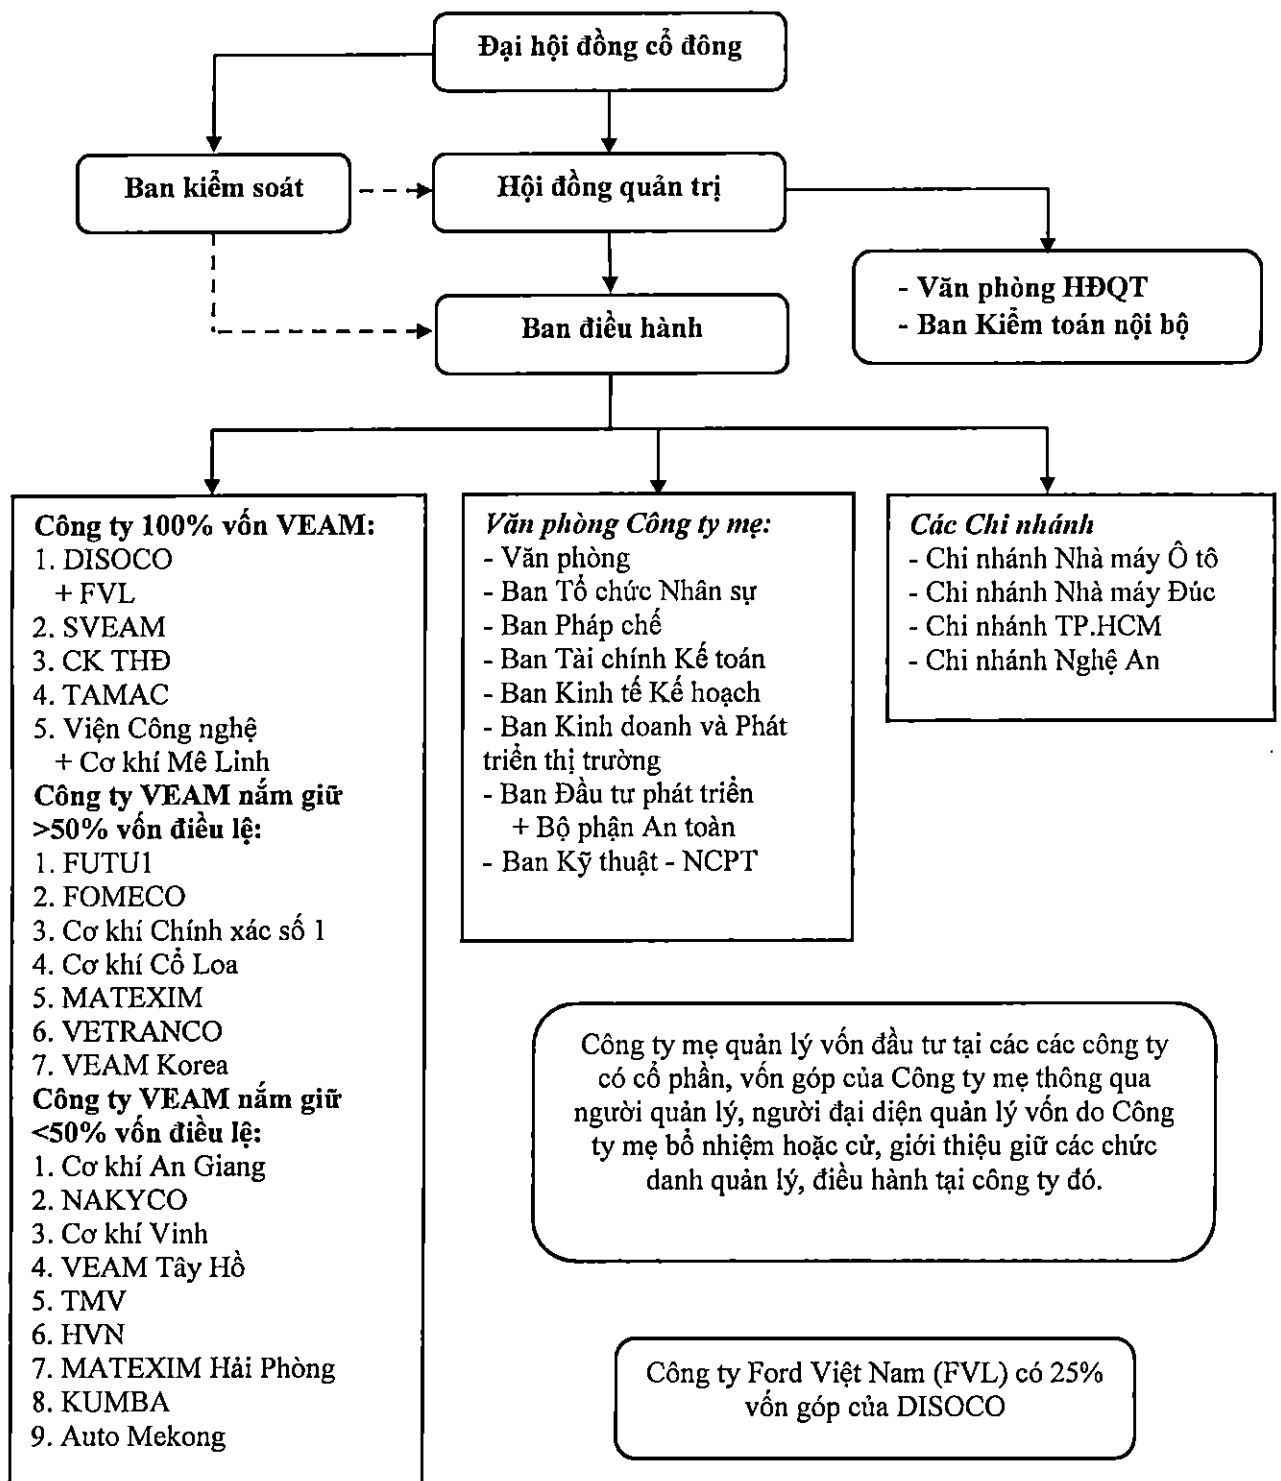 Đại hội đồng cổ đông
Ban kiểm soát
Hội đồng quản trị
- Văn phòng HĐQT
- Ban Kiểm toán nội bộ
Ban điều hành
Công ty 100% vốn VEAM:
1. DISOCO
+ FVL
2. SVEAM
3. CK THĐ
4. TAMAC
5. Viện Công nghệ
+ Cơ khí Mê Linh
Công ty VEAM nắm giữ
>50% vốn điều lệ:
1. FUTU1
2. FOMECO
3. Cơ khí Chính xác số 1
4. Cơ khí Cổ Loa
5. MATEXIM
6. VETRANCO
7. VEAM Korea
Công ty VEAM nắm giữ
<50% vốn điều lệ:
1. Cơ khí An Giang
2. NAKYCO
3. Cơ khí Vinh
4. VEAM Tây Hồ
5. TMV
6. HVN
7. MATEXIM Hải Phòng
8. KUMBA
9. Auto Mekong
Văn phòng Công ty mẹ:
- Văn phòng
- Ban Tổ chức Nhân sự
- Ban Pháp chế
- Ban Tài chính Kế toán
- Ban Kinh tế Kế hoạch
- Ban Kinh doanh và Phát
triển thị trường
- Ban Đầu tư phát triển
+ Bộ phận An toàn
- Ban Kỹ thuật - NCPT
Các Chi nhánh
- Chi nhánh Nhà máy Ô tô
- Chi nhánh Nhà máy Đúc
- Chi nhánh TP.HCM
- Chi nhánh Nghệ An
Công ty mẹ quản lý vốn đầu tư tại các các công ty
có cổ phần, vốn góp của Công ty mẹ thông qua
người quản lý, người đại diện quản lý vốn do Công
ty mẹ bổ nhiệm hoặc cử, giới thiệu giữ các chức
danh quản lý, điều hành tại công ty đó.
Công ty Ford Việt Nam (FVL) có 25%
vốn góp của DISOCO